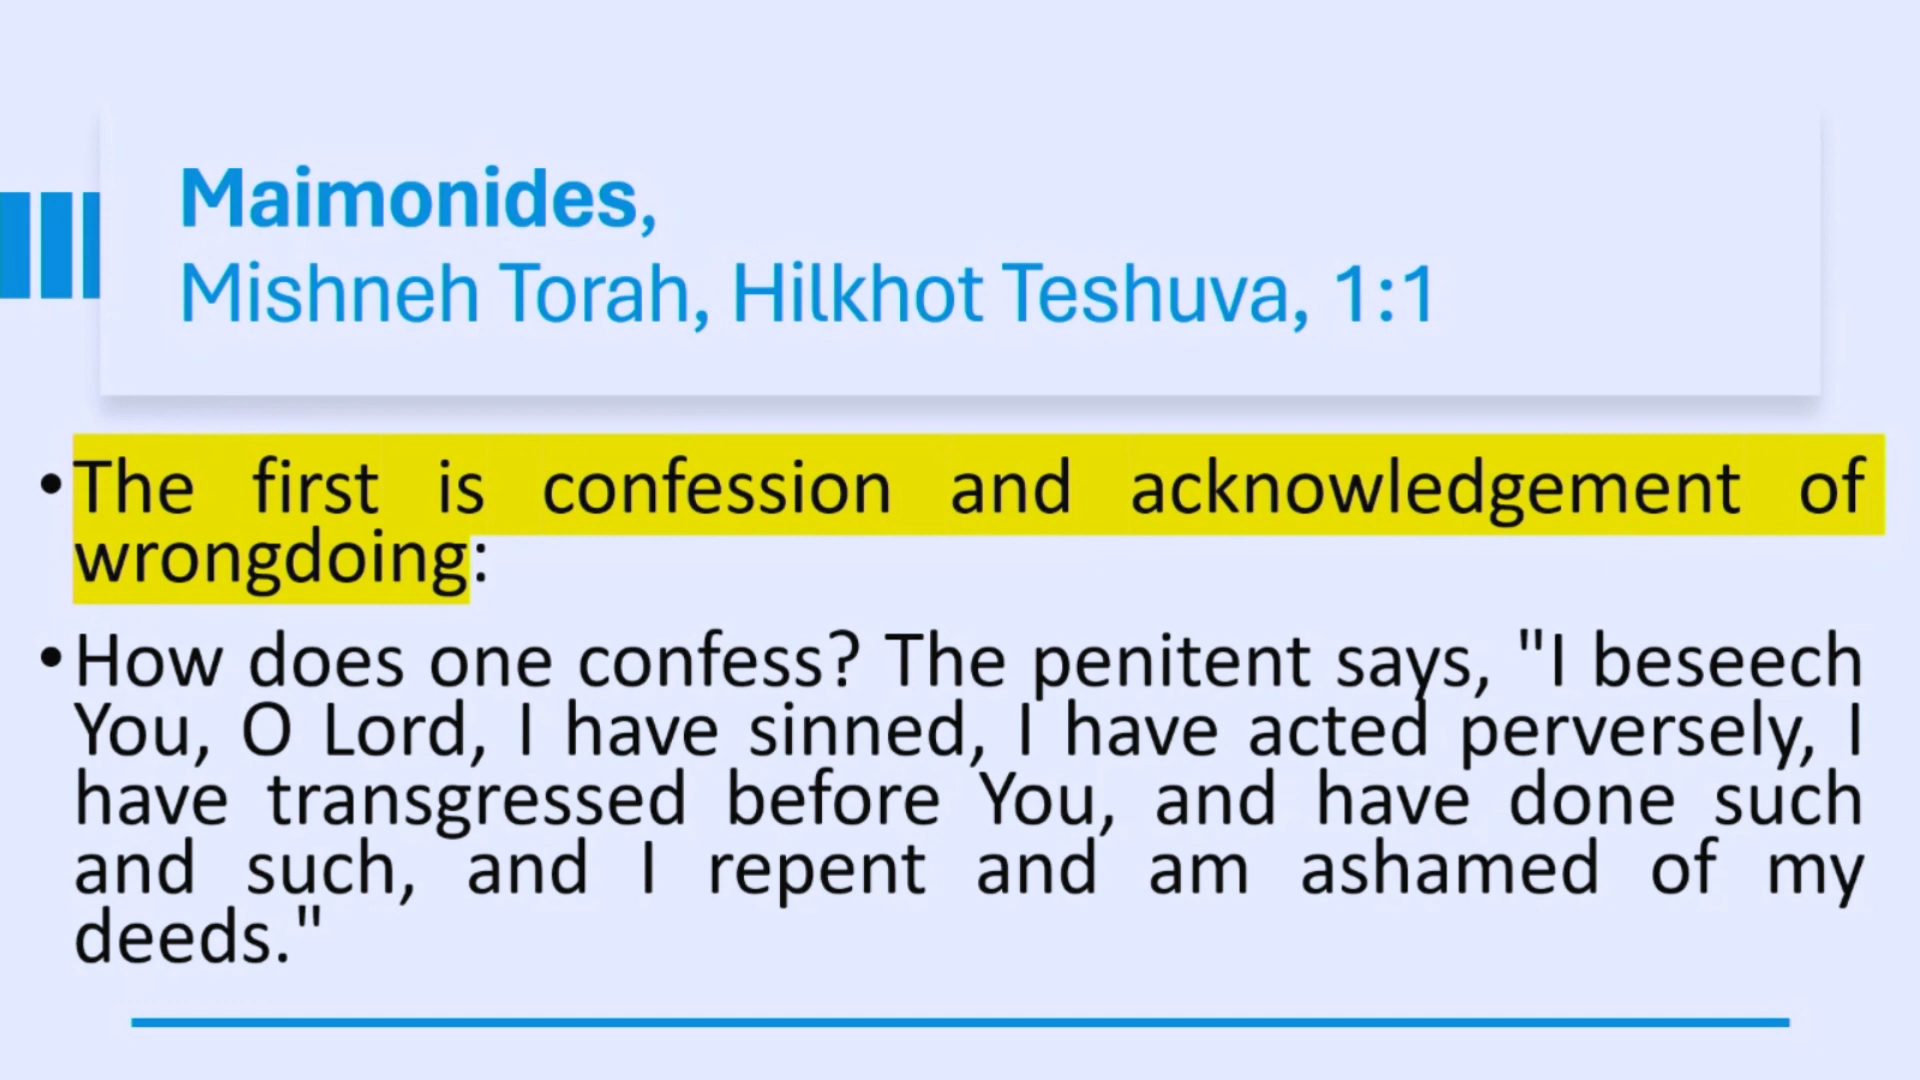 Maimonides,
Mishneh Torah, Hilkhot Teshuva, 1:1
•The first is confession and acknowledgement of
wrongdoing:
•How does one confess? The penitent says, "I beseech
You, O Lord, I have sinned, I have acted perversely, I
have transgressed before You, and have done such
and such, and I repent and am ashamed of my
deeds."